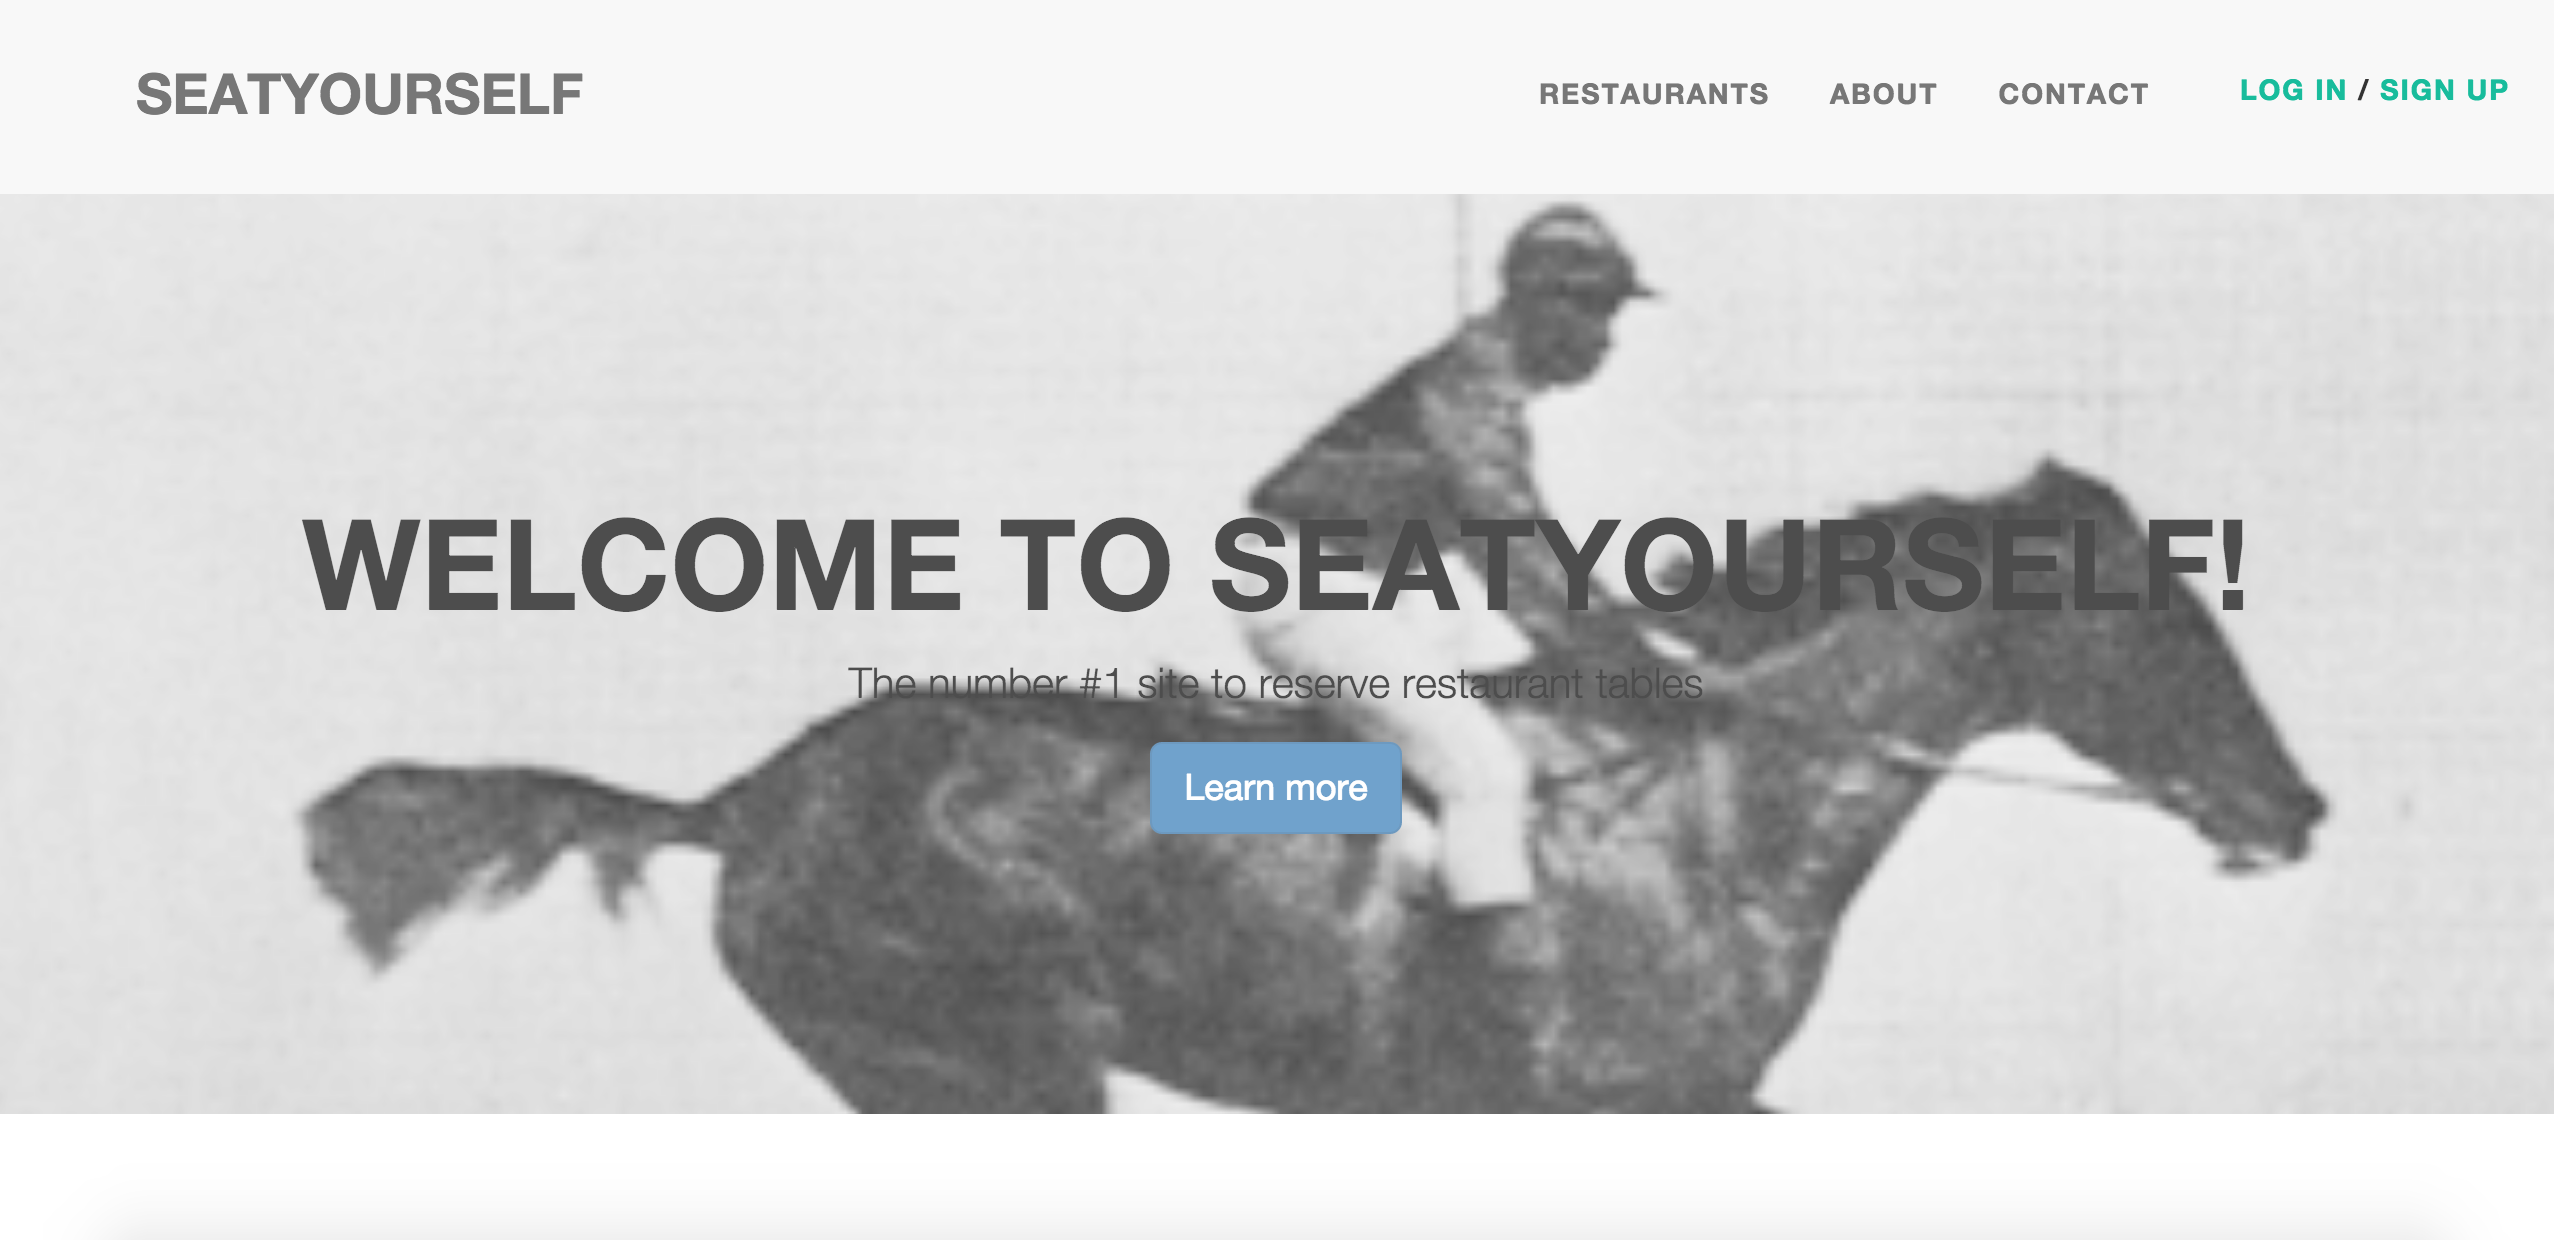 SEATYOURSELF
RESTAURANTS ABOUT CONTACT LOG IN / SIGN UP
WELCOME TO SEATYOURSELF!
The number #1 site to reserve restaurant tables
Learn more